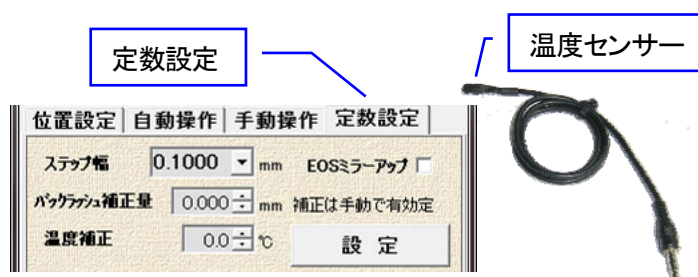 定数設定
温度センサー
位置設定 自動操作 手動操作 定数設定
ステップ幅 0.1000 mm EOSミラーアップ
バックラッシュ補正量 0.000 mm 補正は手動で有効定
温度補正 0.0 ℃ 設 定